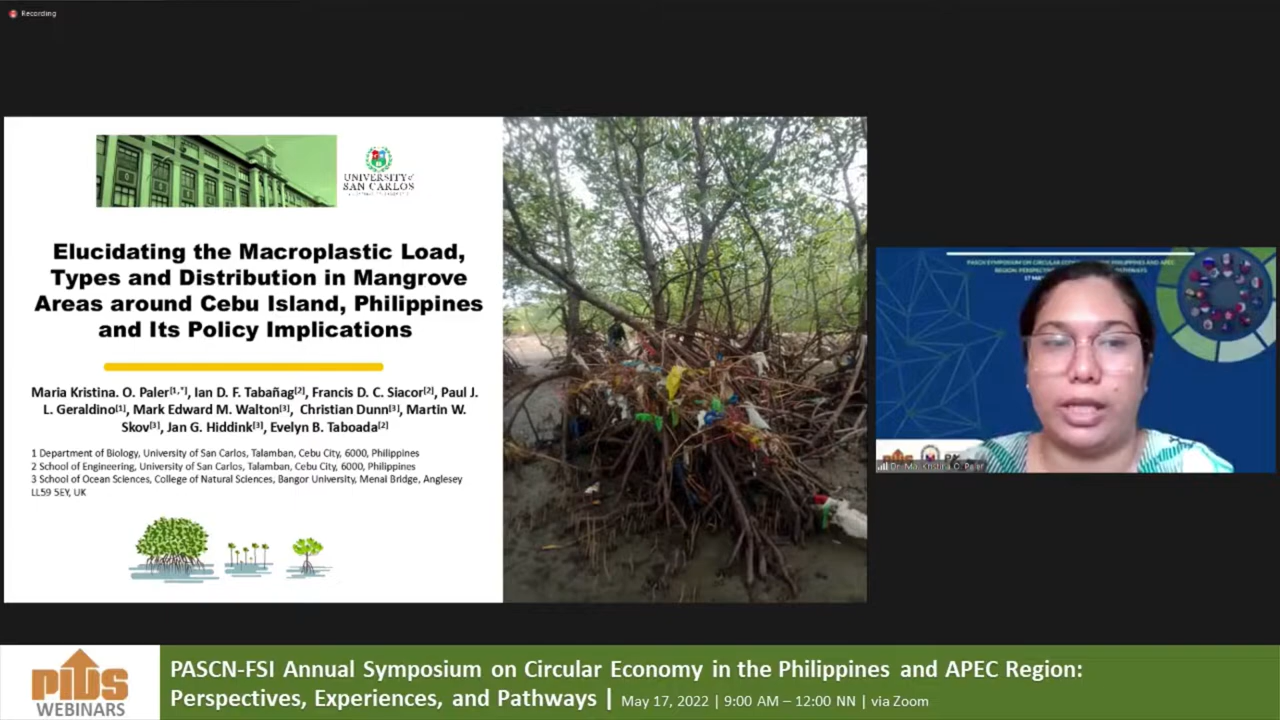 Recording
UNIVERSITY of
SAN CARLOS
Elucidating the Macroplastic Load,
Types and Distribution in Mangrove
Areas around Cebu Island, Philippines
and Its Policy Implications
Maria Kristina. O. Paler[1,*], Ian D. F. Tabañag[2], Francis D. C. Siacor[2], Paul J.
L. Geraldino[1], Mark Edward M. Walton[3], Christian Dunn[3], Martin W.
Skov[3], Jan G. Hiddink[3], Evelyn B. Taboada[2]
1 Department of Biology, University of San Carlos, Talamban, Cebu City, 6000, Philippines
2 School of Engineering, University of San Carlos, Talamban, Cebu City, 6000, Philippines
3 School of Ocean Sciences, College of Natural Sciences, Bangor University, Menai Bridge, Anglesey
LL59 5EY, UK
Dr. Ma. Kristina O. Paler
PIDS
WEBINARS
PASCN-FSI Annual Symposium on Circular Economy in the Philippines and APEC Region:
Perspectives, Experiences, and Pathways | May 17, 2022 | 9:00 AM – 12:00 NN | via Zoom